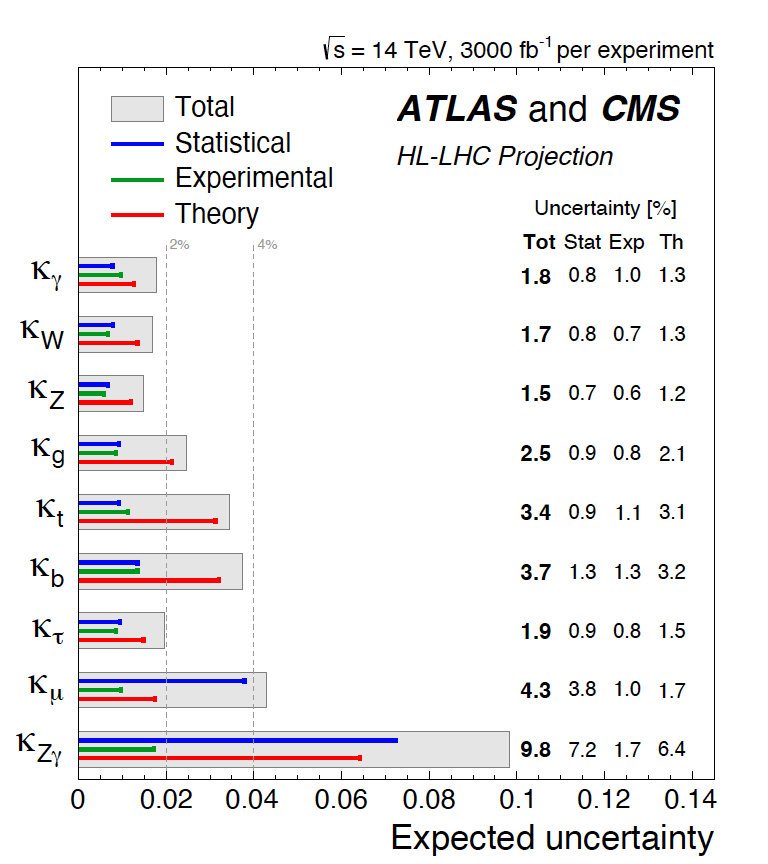 √s = 14 TeV, 3000 fb⁻¹ per experiment
Total
ATLAS and CMS
Statistical
HL-LHC Projection
Experimental
Theory
Uncertainty [%]
2% 4%
Tot Stat Exp Th
κγ 1.8 0.8 1.0 1.3
κW 1.7 0.8 0.7 1.3
κZ 1.5 0.7 0.6 1.2
κg 2.5 0.9 0.8 2.1
κt 3.4 0.9 1.1 3.1
κb 3.7 1.3 1.3 3.2
κτ 1.9 0.9 0.8 1.5
κμ 4.3 3.8 1.0 1.7
κZγ 9.8 7.2 1.7 6.4
0 0.02 0.04 0.06 0.08 0.1 0.12 0.14
Expected uncertainty